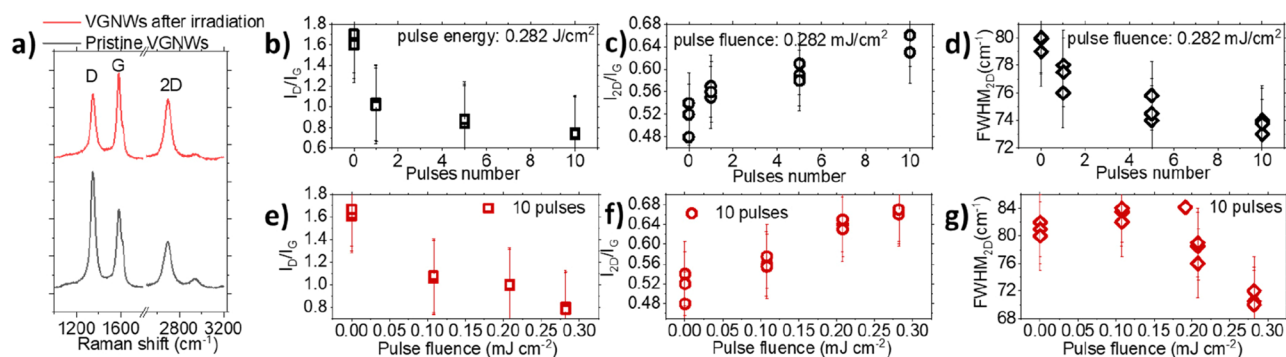 VGNWs after irradiation
Pristine VGNWs
a)
D
G
2D
1200 1600 2800 3200
Raman shift (cm⁻¹)
b)
pulse energy: 0.282 J/cm²
I_D/I_G
1.8
1.6
1.4
1.2
1.0
0.8
0.6
0 2 4 6 8 10
Pulses number
c)
pulse fluence: 0.282 mJ/cm²
I_2D/I_G
0.68
0.64
0.60
0.56
0.52
0.48
0 2 4 6 8 10
Pulses number
d)
pulse fluence: 0.282 mJ/cm²
FWHM_2D(cm⁻¹)
80
78
76
74
72
0 2 4 6 8 10
Pulses number
e)
10 pulses
I_D/I_G
1.8
1.6
1.4
1.2
1.0
0.8
0.00 0.05 0.10 0.15 0.20 0.25 0.30
Pulse fluence (mJ cm⁻²)
f)
10 pulses
I_2D/I_G
0.64
0.60
0.56
0.52
0.48
0.00 0.05 0.10 0.15 0.20 0.25 0.30
Pulse fluence (mJ cm⁻²)
g)
10 pulses
FWHM_2D(cm⁻¹)
84
80
76
72
68
0.00 0.05 0.10 0.15 0.20 0.25 0.30
Pulse fluence (mJ cm⁻²)